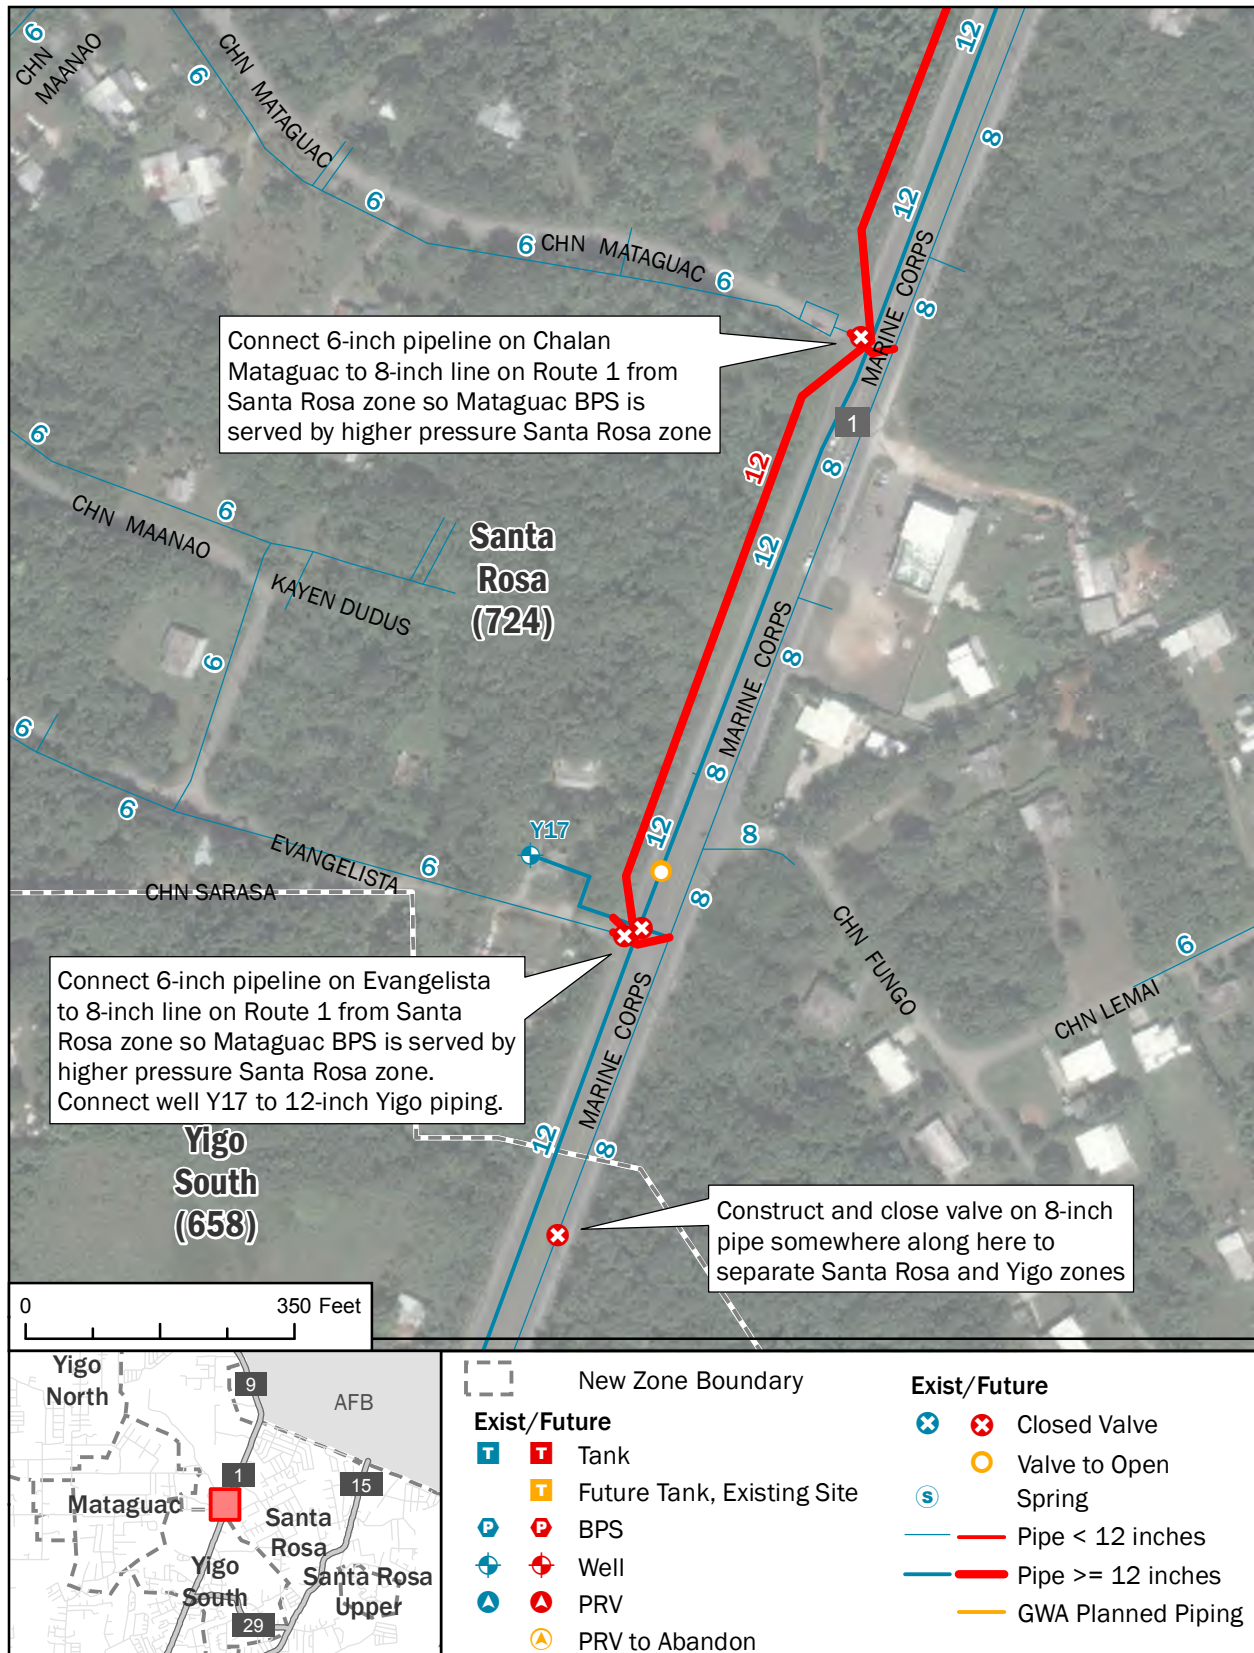 6
CHN
MAANAO
CHN MATAGUAC
6
12
8
6
12
6
CHN MATAGUAC
6
MARINE CORPS
8
Connect 6-inch pipeline on Chalan
Mataguac to 8-inch line on Route 1 from
Santa Rosa zone so Mataguac BPS is
served by higher pressure Santa Rosa zone
1
6
12
8
CHN MAANAO
6
Santa
Rosa
(724)
12
KAYEN DUDUS
6
MARINE CORPS
8
6
8
6
Y17
12
8
EVANGELISTA
6
CHN SARASA
8
CHN FUNGO
6
CHN LEMAI
Connect 6-inch pipeline on Evangelista
to 8-inch line on Route 1 from Santa
Rosa zone so Mataguac BPS is served by
higher pressure Santa Rosa zone.
Connect well Y17 to 12-inch Yigo piping.
MARINE CORPS
12
8
Yigo
South
(658)
Construct and close valve on 8-inch
pipe somewhere along here to
separate Santa Rosa and Yigo zones
0 350 Feet
Yigo
North
9
AFB
1
15
Mataguac
Santa
Rosa
Yigo
South
Santa Rosa
Upper
29
New Zone Boundary
Exist/Future
T T Tank
T Future Tank, Existing Site
P P BPS
Well
PRV
PRV to Abandon
Exist/Future
Closed Valve
Valve to Open
S Spring
Pipe < 12 inches
Pipe >= 12 inches
GWA Planned Piping